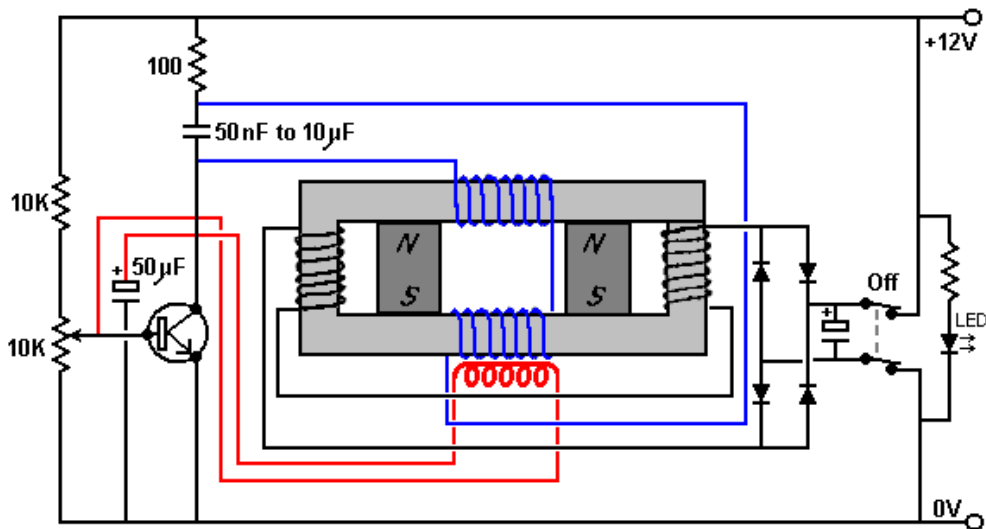 +12V
100
50nF to 10µF
10K
+
50µF
10K
N
S
N
S
Off
+
LED
0V